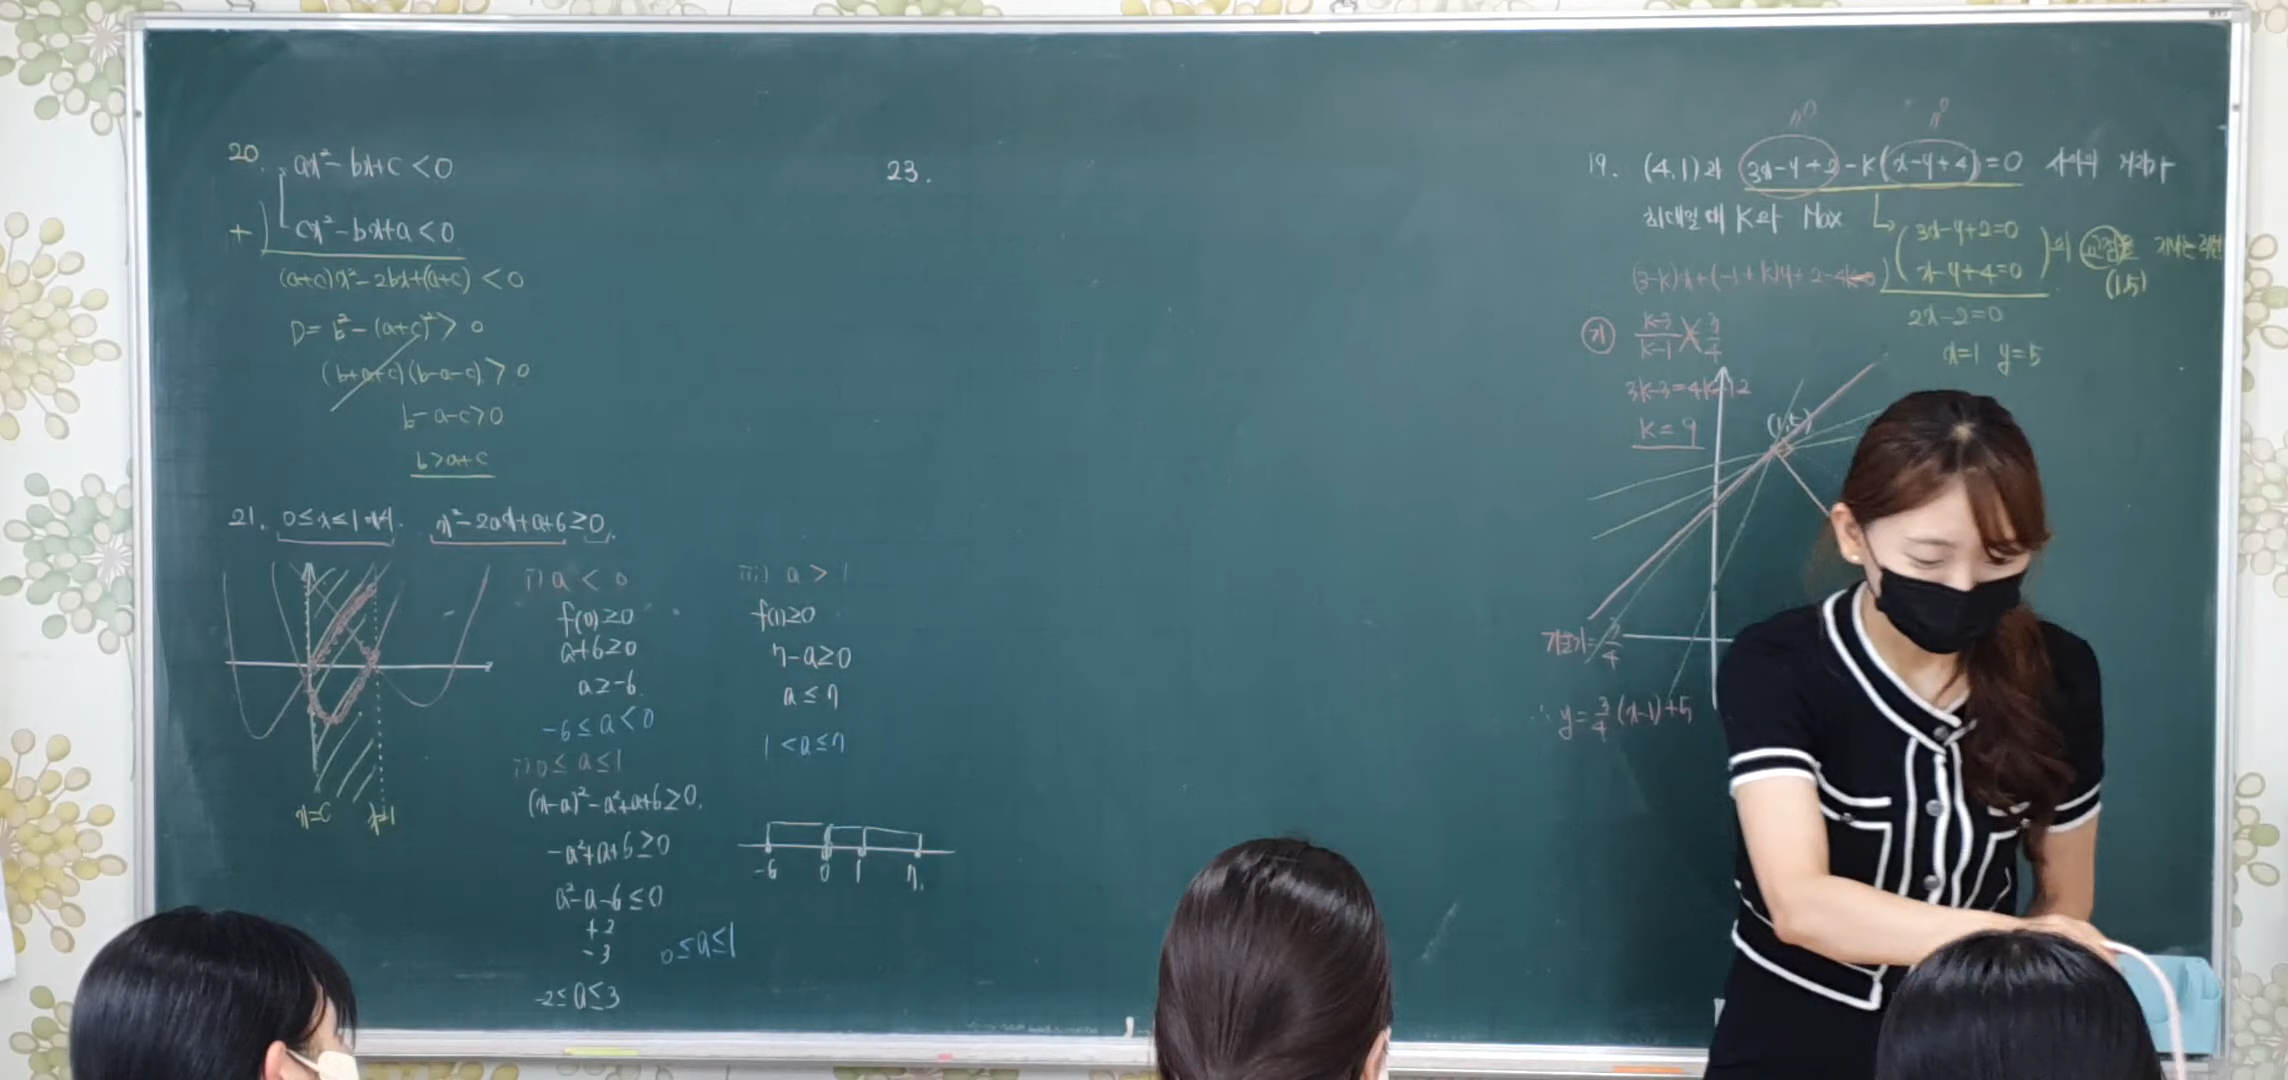 20. ax² - bx + c < 0
+ ) cx² - bx + a < 0
(a+c)x² - 2bx + (a+c) < 0
D = b² - (a+c)² > 0
(b+a+c)(b-a-c) > 0
b - a - c > 0
b > a+c
21. 0 ≤ x ≤ 1 에서 x² - 2ax + a + 6 ≥ 0.
x=0 x=1
i) a < 0
f(0) ≥ 0
a+6 ≥ 0
a ≥ -6
-6 ≤ a < 0
ii) 0 ≤ a ≤ 1
(x-a)² - a² + a + 6 ≥ 0.
-a² + a + 6 ≥ 0
a² - a - 6 ≤ 0
+2
-3
0 ≤ a ≤ 1
-2 ≤ a ≤ 3
iii) a > 1
f(1) ≥ 0
7 - a ≥ 0
a ≤ 7
1 < a ≤ 7
-6 0 1 7.
23.
19. (4,1)과 3x-y+2 - k(x-y+4) = 0 사이의 거리가
최대일 때 k의 Max
(3x-y+2=0
x-y+4=0) 의 교점을 지나는 직선
(1,5)
2x-2=0
x=1 y=5
(3-k)x+(-1+k)y+2-4k=0
k-3/k-1 3/4
3k-3=4k-12
k = 9
(1,5)
기울기= 3/4
∴ y = 3/4 (x-1)+5